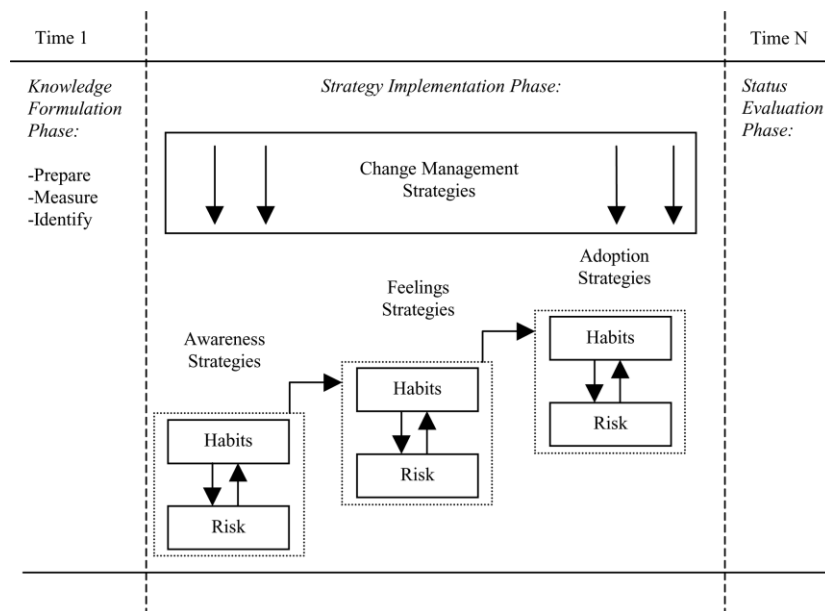 Time 1
Time N
Knowledge
Formulation
Phase:
-Prepare
-Measure
-Identify
Strategy Implementation Phase:
Change Management
Strategies
Awareness
Strategies
Habits
Risk
Feelings
Strategies
Habits
Risk
Adoption
Strategies
Habits
Risk
Status
Evaluation
Phase: